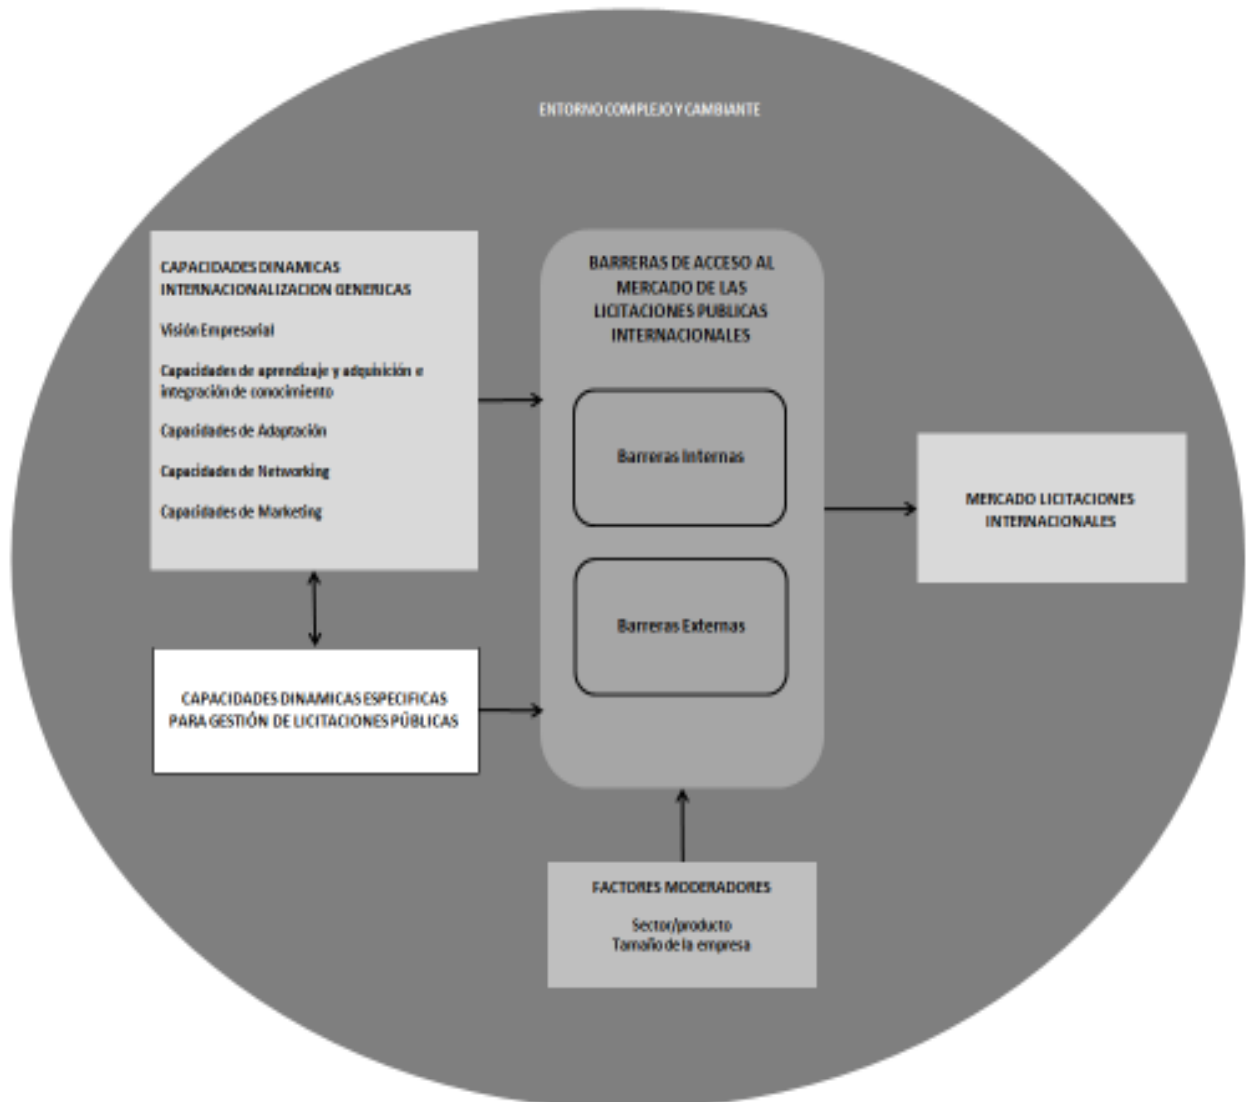 ENTORNO COMPLEJO Y CAMBIANTE
CAPACIDADES DINAMICAS
INTERNACIONALIZACION GENERICAS
Visión Empresarial
Capacidades de aprendizaje y adquisición e
integración de conocimiento
Capacidades de Adaptación
Capacidades de Networking
Capacidades de Marketing
CAPACIDADES DINAMICAS ESPECIFICAS
PARA GESTIÓN DE LICITACIONES PÚBLICAS
BARRERAS DE ACCESO AL
MERCADO DE LAS
LICITACIONES PUBLICAS
INTERNACIONALES
Barreras Internas
Barreras Externas
FACTORES MODERADORES
Sector/producto
Tamaño de la empresa
MERCADO LICITACIONES
INTERNACIONALES